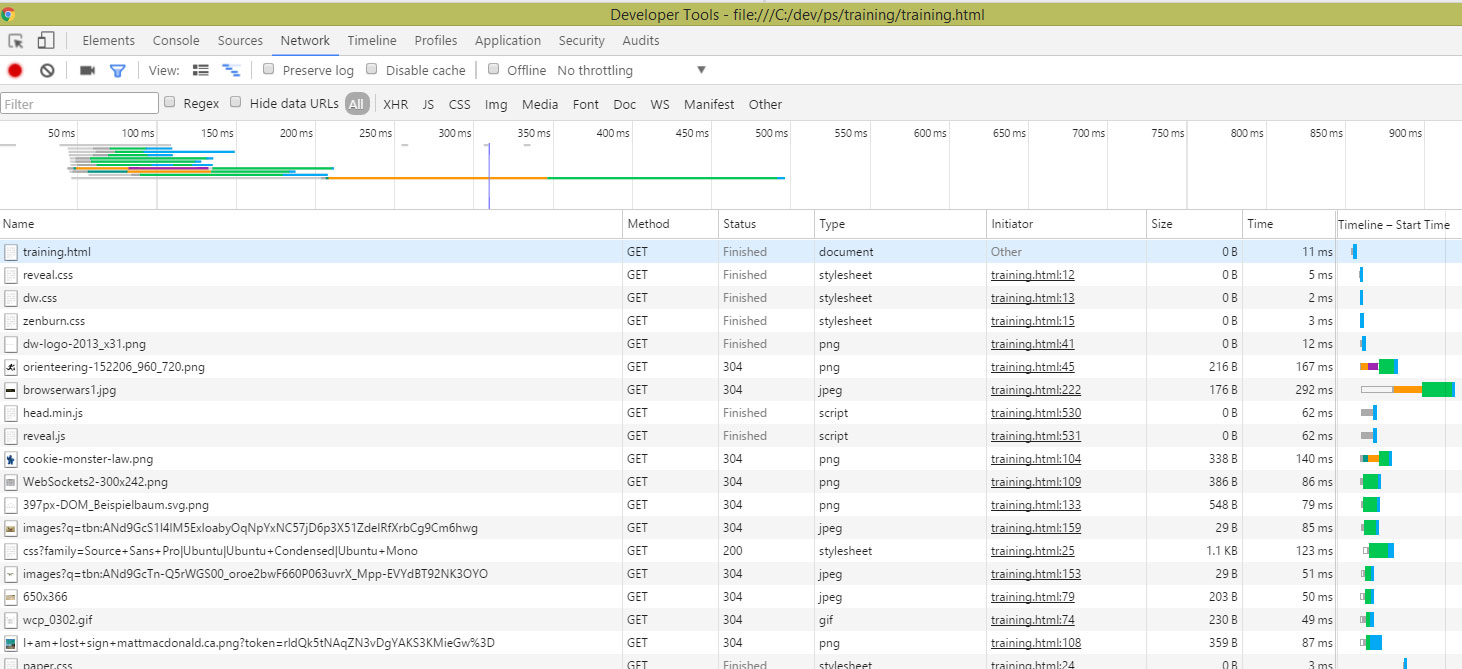 Developer Tools - file:///C:/dev/ps/training/training.html
Elements Console Sources Network Timeline Profiles Application Security Audits
View: Preserve log Disable cache Offline No throttling ▼
Filter Regex Hide data URLs All XHR JS CSS Img Media Font Doc WS Manifest Other
50 ms 100 ms 150 ms 200 ms 250 ms 300 ms 350 ms 400 ms 450 ms 500 ms 550 ms 600 ms 650 ms 700 ms 750 ms 800 ms 850 ms 900 ms
Name Method Status Type Initiator Size Time Timeline – Start Time
training.html GET Finished document Other 0 B 11 ms
reveal.css GET Finished stylesheet training.html:12 0 B 5 ms
dw.css GET Finished stylesheet training.html:13 0 B 2 ms
zenburn.css GET Finished stylesheet training.html:15 0 B 3 ms
dw-logo-2013_x31.png GET Finished png training.html:41 0 B 12 ms
orienteering-152206_960_720.png GET 304 png training.html:45 216 B 167 ms
browserwars1.jpg GET 304 jpeg training.html:222 176 B 292 ms
head.min.js GET Finished script training.html:530 0 B 62 ms
reveal.js GET Finished script training.html:531 0 B 62 ms
cookie-monster-law.png GET 304 png training.html:104 338 B 140 ms
WebSockets2-300x242.png GET 304 png training.html:109 386 B 86 ms
397px-DOM_Beispielbaum.svg.png GET 304 png training.html:133 548 B 79 ms
GET 304 jpeg training.html:159 29 B 85 ms
css?family=Source+Sans+Pro|Ubuntu|Ubuntu+Condensed|Ubuntu+Mono GET 200 stylesheet training.html:25 1.1 KB 123 ms
images?q=tbn:ANd9GcTn-Q5rWGS00_oroe2bwF660P063uvrX_Mpp-EVYdBT92NK3OYO GET 304 jpeg training.html:153 29 B 51 ms
650x366 GET 304 jpeg training.html:79 203 B 50 ms
wcp_0302.gif GET 304 gif training.html:74 230 B 49 ms
GET 304 png training.html:108 359 B 87 ms
paper.css GET Finished stylesheet training.html:24 0 B 3 ms